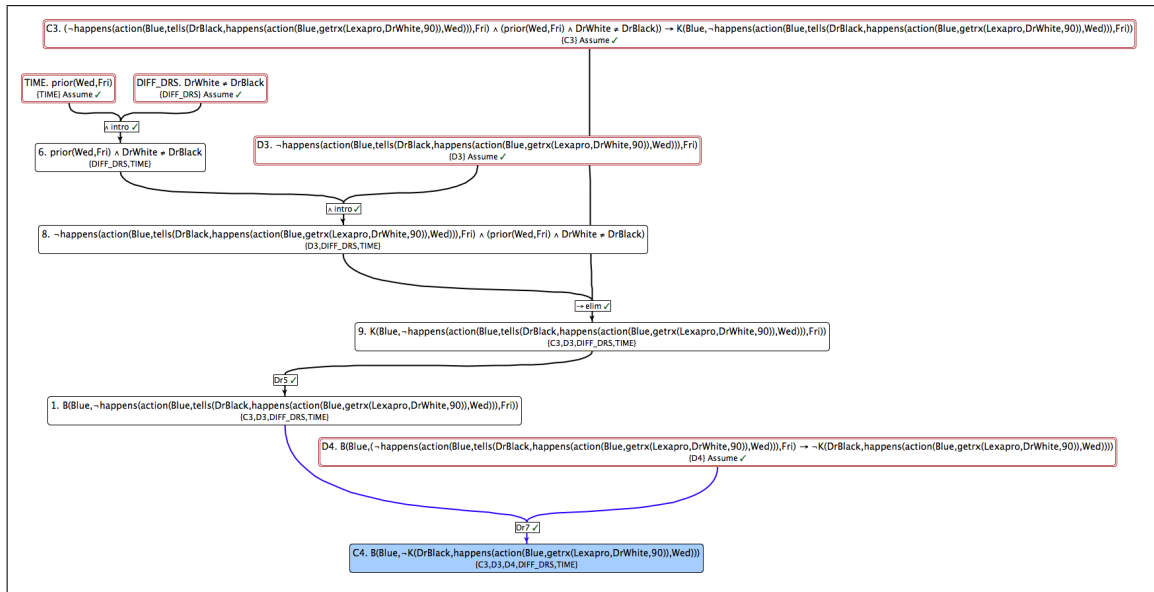 C3. (¬happens(action(Blue,tells(DrBlack,happens(action(Blue,getrx(Lexapro,DrWhite,90)),Wed))),Fri) ∧ (prior(Wed,Fri) ∧ DrWhite ≠ DrBlack)) → K(Blue,¬happens(action(Blue,tells(DrBlack,happens(action(Blue,getrx(Lexapro,DrWhite,90)),Wed))),Fri))
{C3} Assume ✓
TIME. prior(Wed,Fri)
{TIME} Assume ✓
DIFF_DRS. DrWhite ≠ DrBlack
{DIFF_DRS} Assume ✓
∧ intro ✓
6. prior(Wed,Fri) ∧ DrWhite ≠ DrBlack
{DIFF_DRS,TIME}
D3. ¬happens(action(Blue,tells(DrBlack,happens(action(Blue,getrx(Lexapro,DrWhite,90)),Wed))),Fri)
{D3} Assume ✓
∧ intro ✓
8. ¬happens(action(Blue,tells(DrBlack,happens(action(Blue,getrx(Lexapro,DrWhite,90)),Wed))),Fri) ∧ (prior(Wed,Fri) ∧ DrWhite ≠ DrBlack)
{D3,DIFF_DRS,TIME}
→ elim ✓
9. K(Blue,¬happens(action(Blue,tells(DrBlack,happens(action(Blue,getrx(Lexapro,DrWhite,90)),Wed))),Fri))
{C3,D3,DIFF_DRS,TIME}
Dr5 ✓
1. B(Blue,¬happens(action(Blue,tells(DrBlack,happens(action(Blue,getrx(Lexapro,DrWhite,90)),Wed))),Fri))
{C3,D3,DIFF_DRS,TIME}
D4. B(Blue,(¬happens(action(Blue,tells(DrBlack,happens(action(Blue,getrx(Lexapro,DrWhite,90)),Wed))),Fri) → ¬K(DrBlack,happens(action(Blue,getrx(Lexapro,DrWhite,90)),Wed))))
{D4} Assume ✓
Dr7 ✓
C4. B(Blue,¬K(DrBlack,happens(action(Blue,getrx(Lexapro,DrWhite,90)),Wed)))
{C3,D3,D4,DIFF_DRS,TIME}